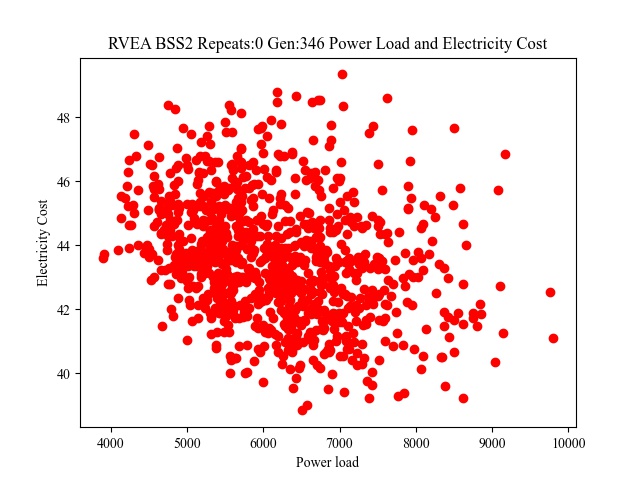 RVEA BSS2 Repeats:0 Gen:346 Power Load and Electricity Cost
48
46
44
42
40
Electricity Cost
4000 5000 6000 7000 8000 9000 10000
Power load